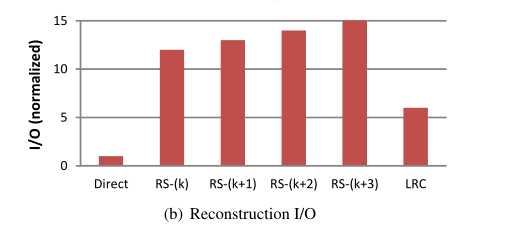 15
10
5
0
I/O (normalized)
Direct RS-(k) RS-(k+1) RS-(k+2) RS-(k+3) LRC
(b) Reconstruction I/O